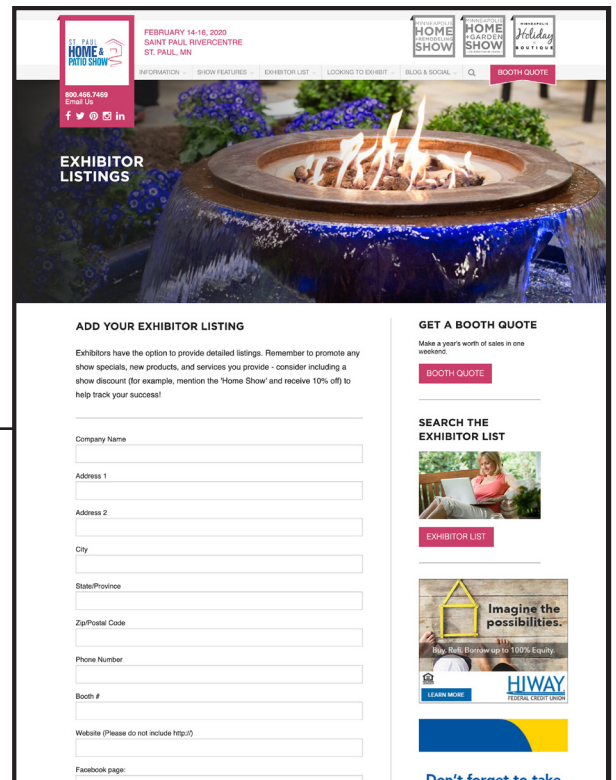 ST. PAUL
HOME &
PATIO SHOW
FEBRUARY 14-16, 2020
SAINT PAUL RIVERCENTRE
ST. PAUL, MN
MINNEAPOLIS
HOME
+REMODELING
SHOW
MINNEAPOLIS
HOME
+GARDEN
SHOW
MINNEAPOLIS
Holiday
BOUTIQUE
INFORMATION
SHOW FEATURES
EXHIBITOR LIST
LOOKING TO EXHIBIT
BLOG & SOCIAL
BOOTH QUOTE
800.466.7469
Email Us
EXHIBITOR
LISTINGS
ADD YOUR EXHIBITOR LISTING
Exhibitors have the option to provide detailed listings. Remember to promote any
show specials, new products, and services you provide - consider including a
show discount (for example, mention the 'Home Show' and receive 10% off) to
help track your success!
Company Name
Address 1
Address 2
City
State/Province
Zip/Postal Code
Phone Number
Booth #
Website (Please do not include http://)
Facebook page:
GET A BOOTH QUOTE
Make a year's worth of sales in one
weekend.
BOOTH QUOTE
SEARCH THE
EXHIBITOR LIST
EXHIBITOR LIST
Imagine the
possibilities.
Buy. Refi. Borrow up to 100% Equity.
LEARN MORE
HIWAY
FEDERAL CREDIT UNION
Don't forget to take